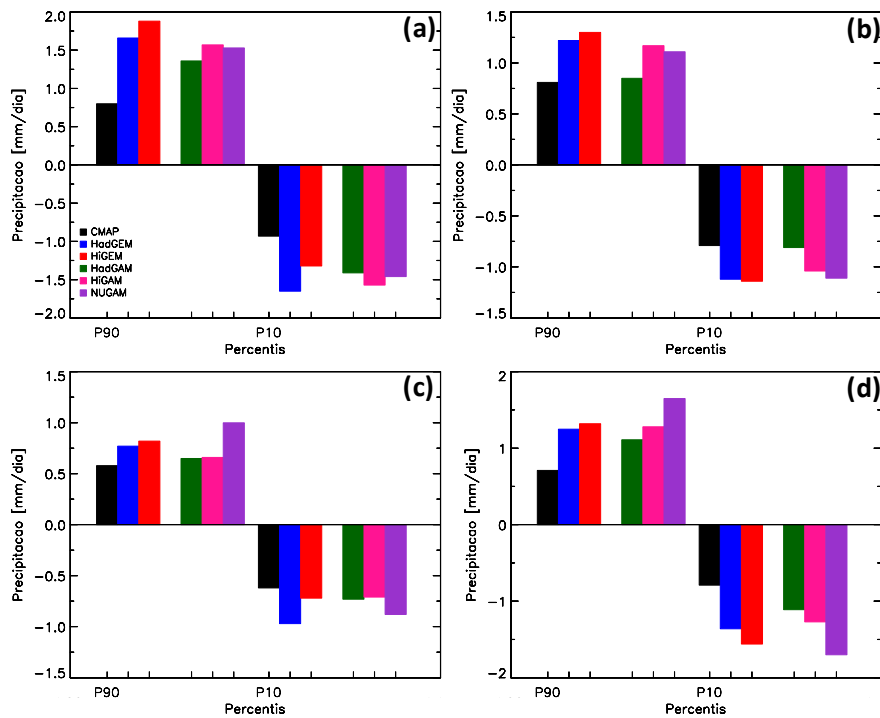 (a)
Precipitacao [mm/dia]
2.0
1.5
1.0
0.5
0.0
−0.5
−1.0
−1.5
−2.0
CMAP
HadGEM
HiGEM
HadGAM
HiGAM
NUGAM
P90 P10
Percentis
(b)
Precipitacao [mm/dia]
1.5
1.0
0.5
0.0
−0.5
−1.0
−1.5
P90 P10
Percentis
(c)
Precipitacao [mm/dia]
1.5
1.0
0.5
0.0
−0.5
−1.0
−1.5
P90 P10
Percentis
(d)
Precipitacao [mm/dia]
2
1
0
−1
−2
P90 P10
Percentis